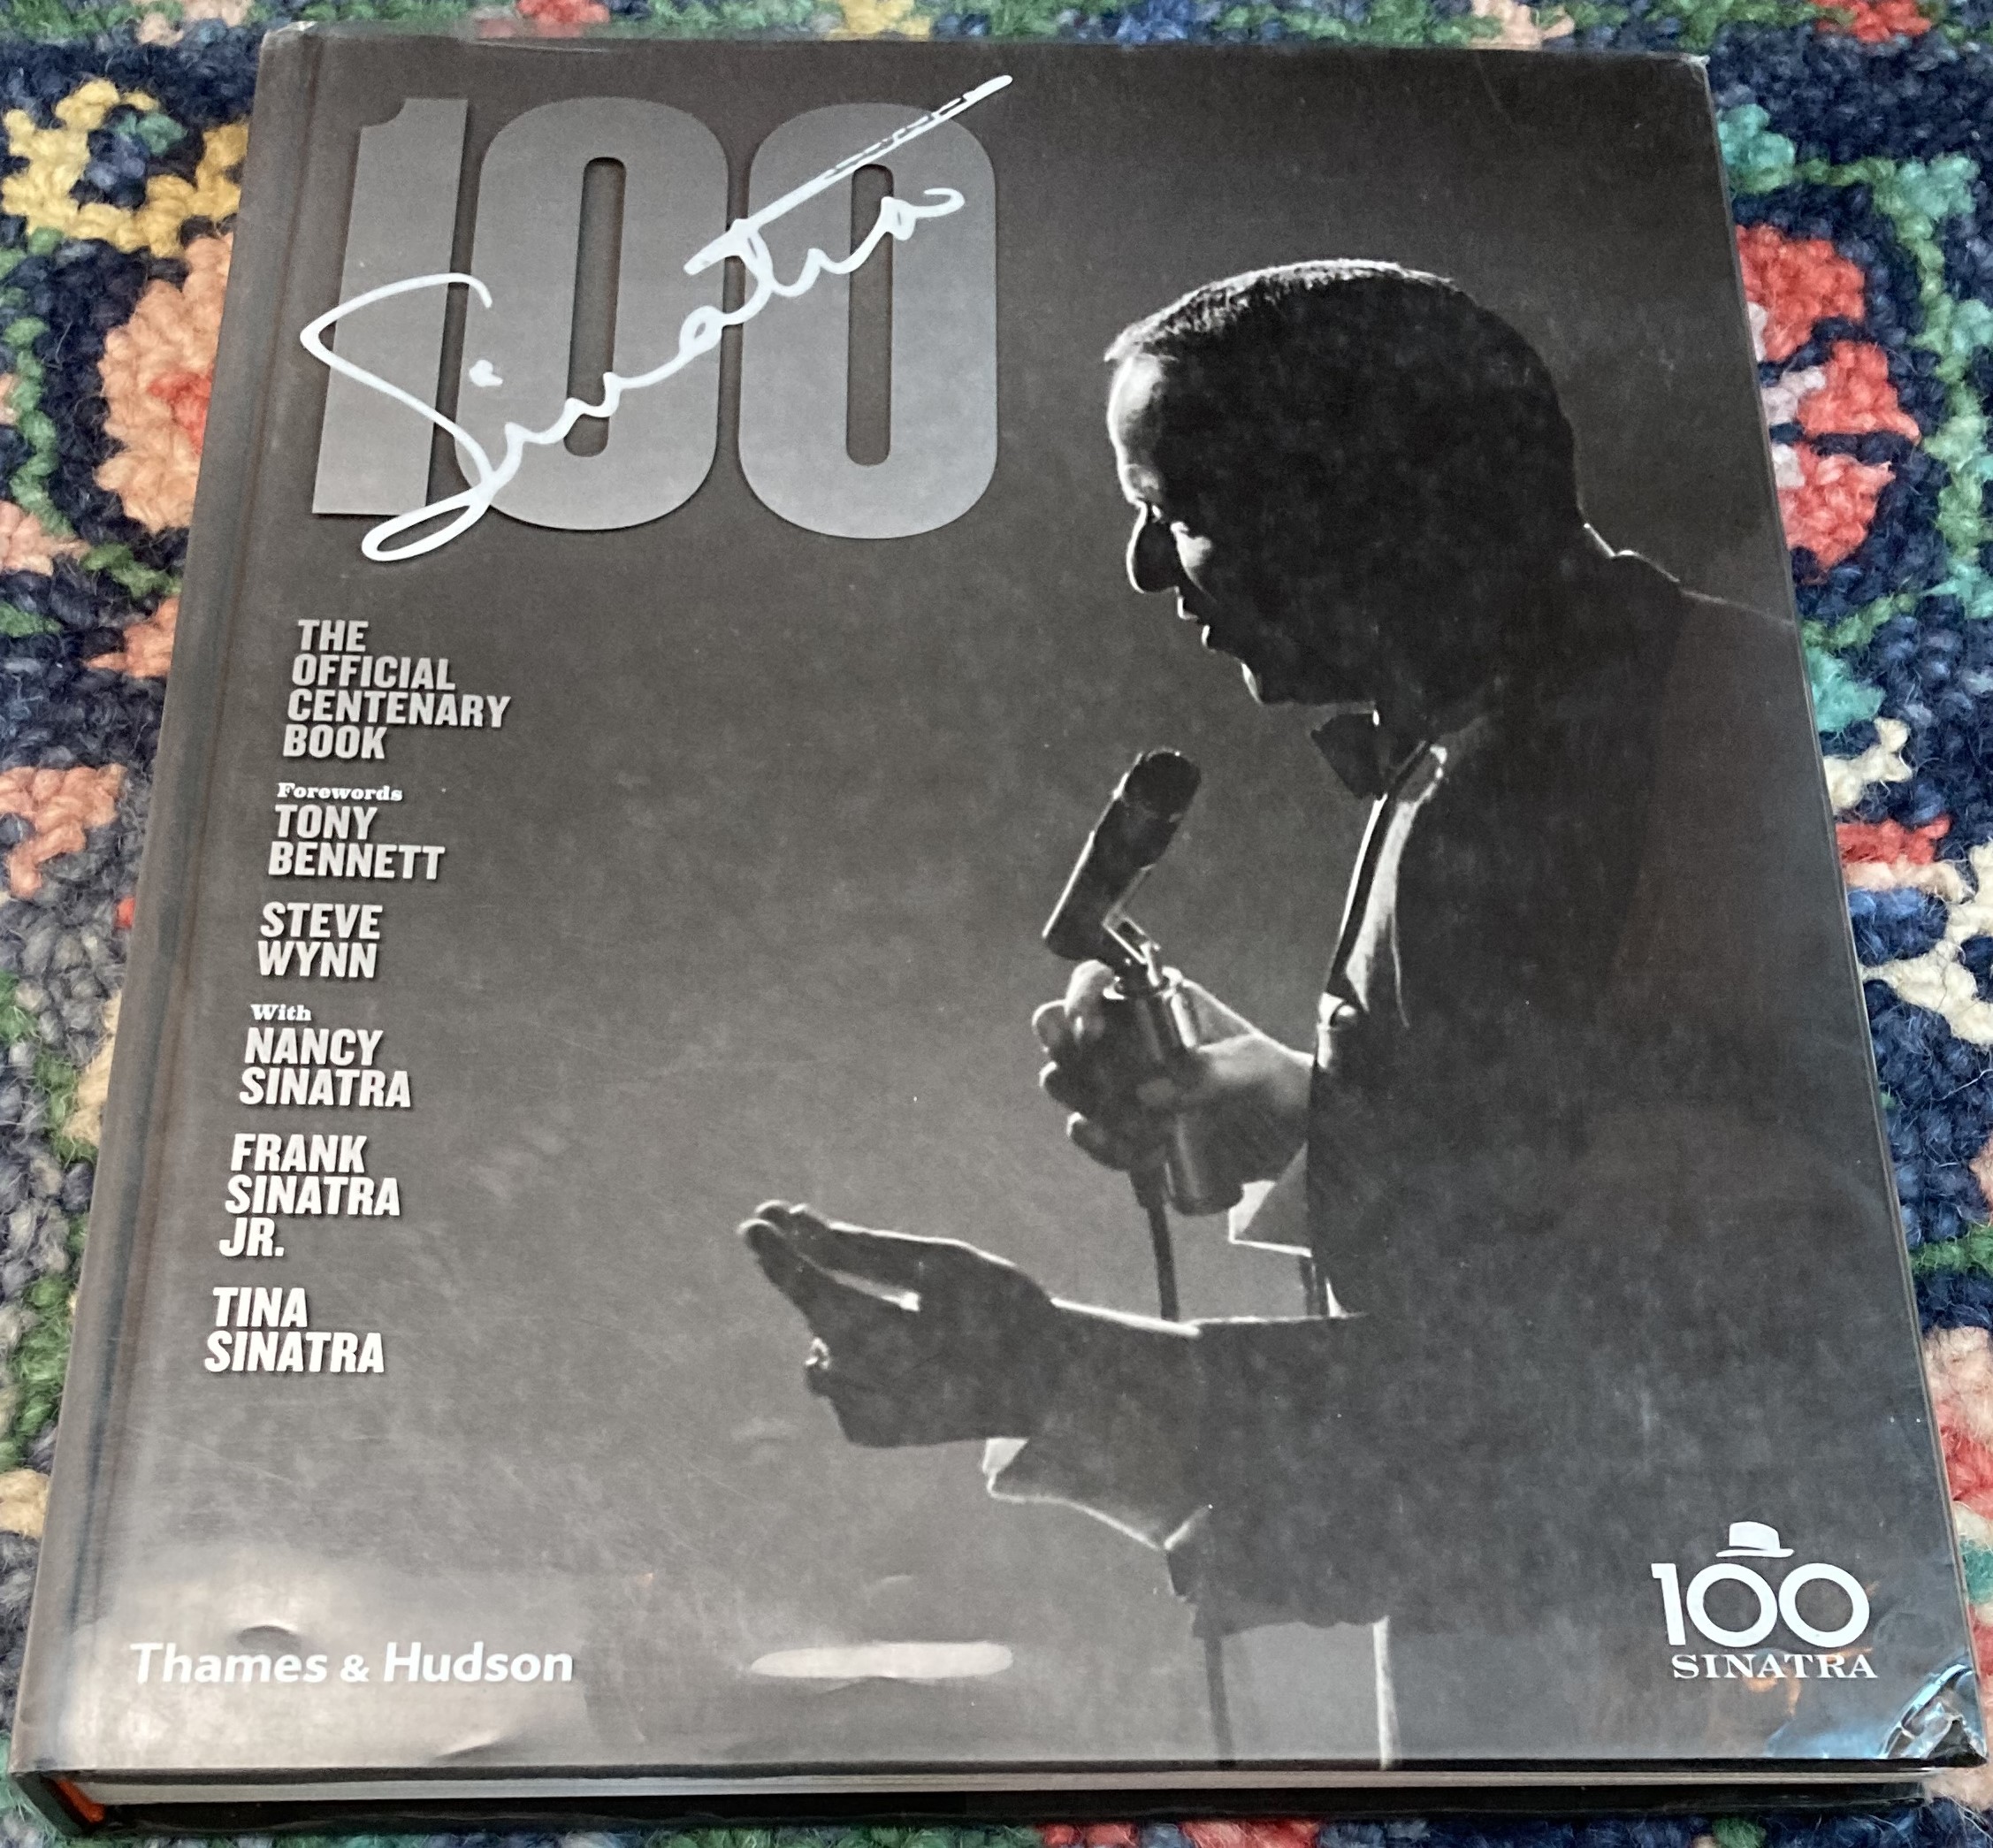 100
Sinatra
THE
OFFICIAL
CENTENARY
BOOK
Forewords
TONY
BENNETT
STEVE
WYNN
With
NANCY
SINATRA
FRANK
SINATRA
JR.
TINA
SINATRA
Thames & Hudson
100
SINATRA